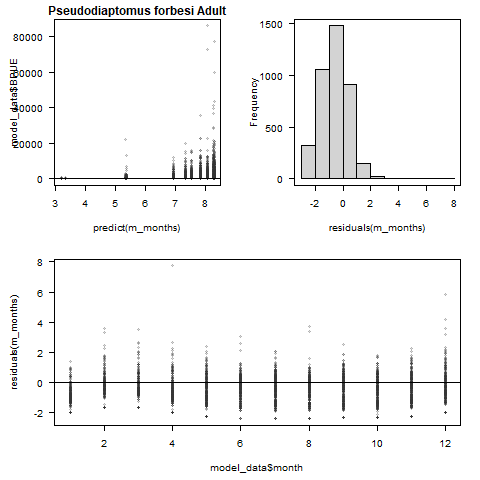 Pseudodiaptomus forbesi Adult
model_data$BPUE
80000
60000
40000
20000
0
3 4 5 6 7 8
predict(m_months)
Frequency
1500
1000
500
0
-2 0 2 4 6 8
residuals(m_months)
residuals(m_months)
8
6
4
2
0
-2
2 4 6 8 10 12
model_data$month